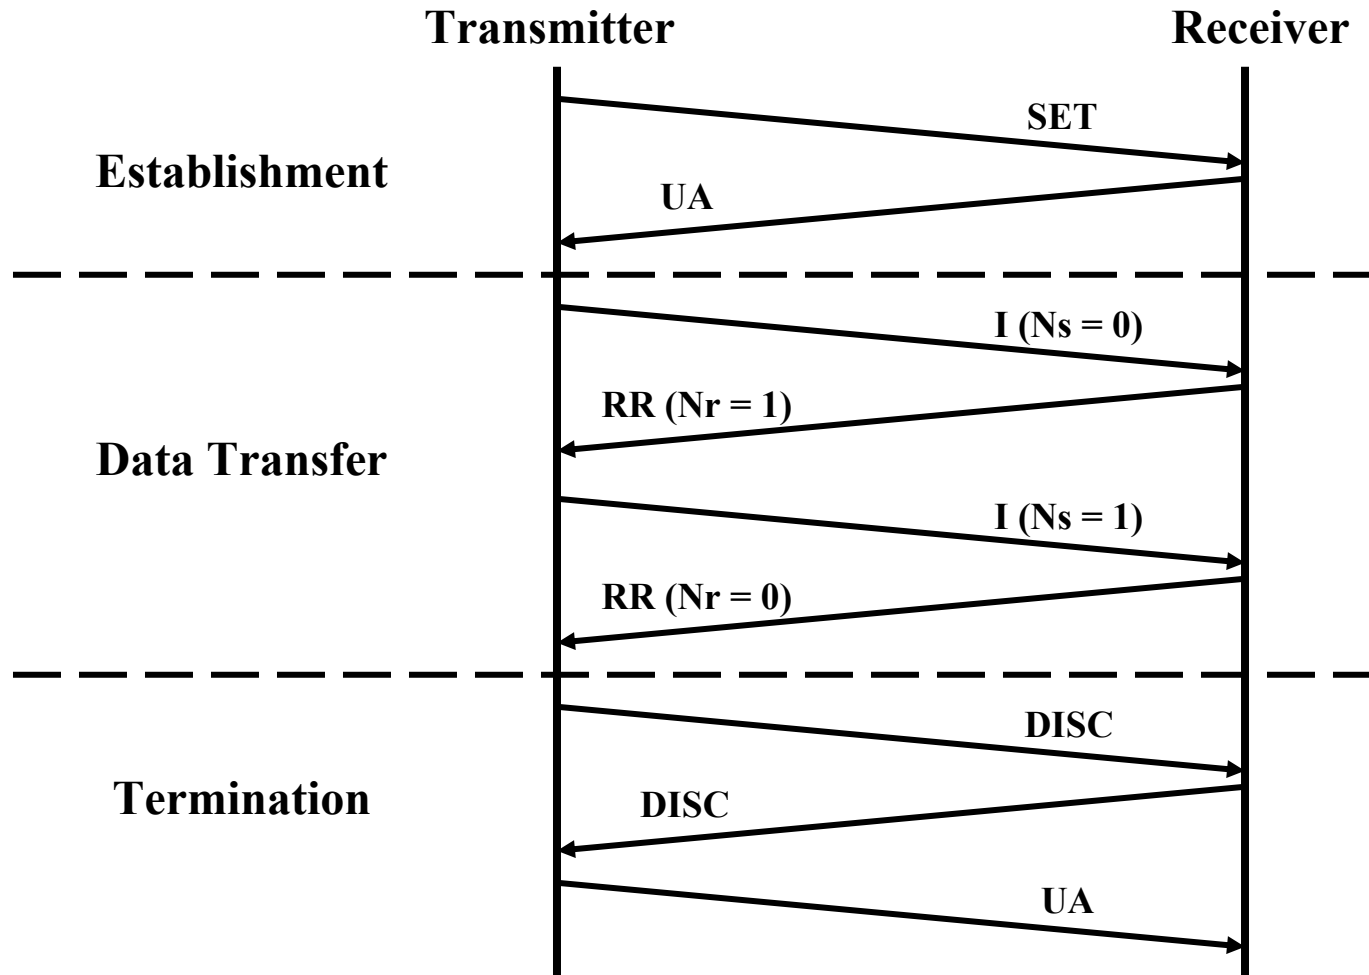 Transmitter
Receiver
SET
Establishment
UA
I (Ns = 0)
RR (Nr = 1)
Data Transfer
I (Ns = 1)
RR (Nr = 0)
DISC
Termination
DISC
UA